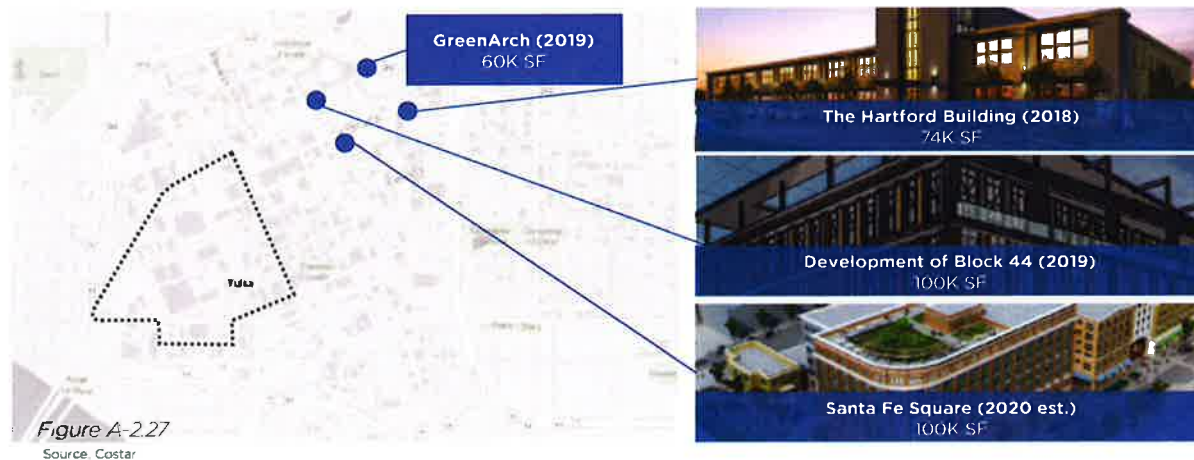 GreenArch (2019)
60K SF
The Hartford Building (2018)
74K SF
Development of Block 44 (2019)
100K SF
Santa Fe Square (2020 est.)
100K SF
Tulsa
Figure A-2.27
Source, Costar